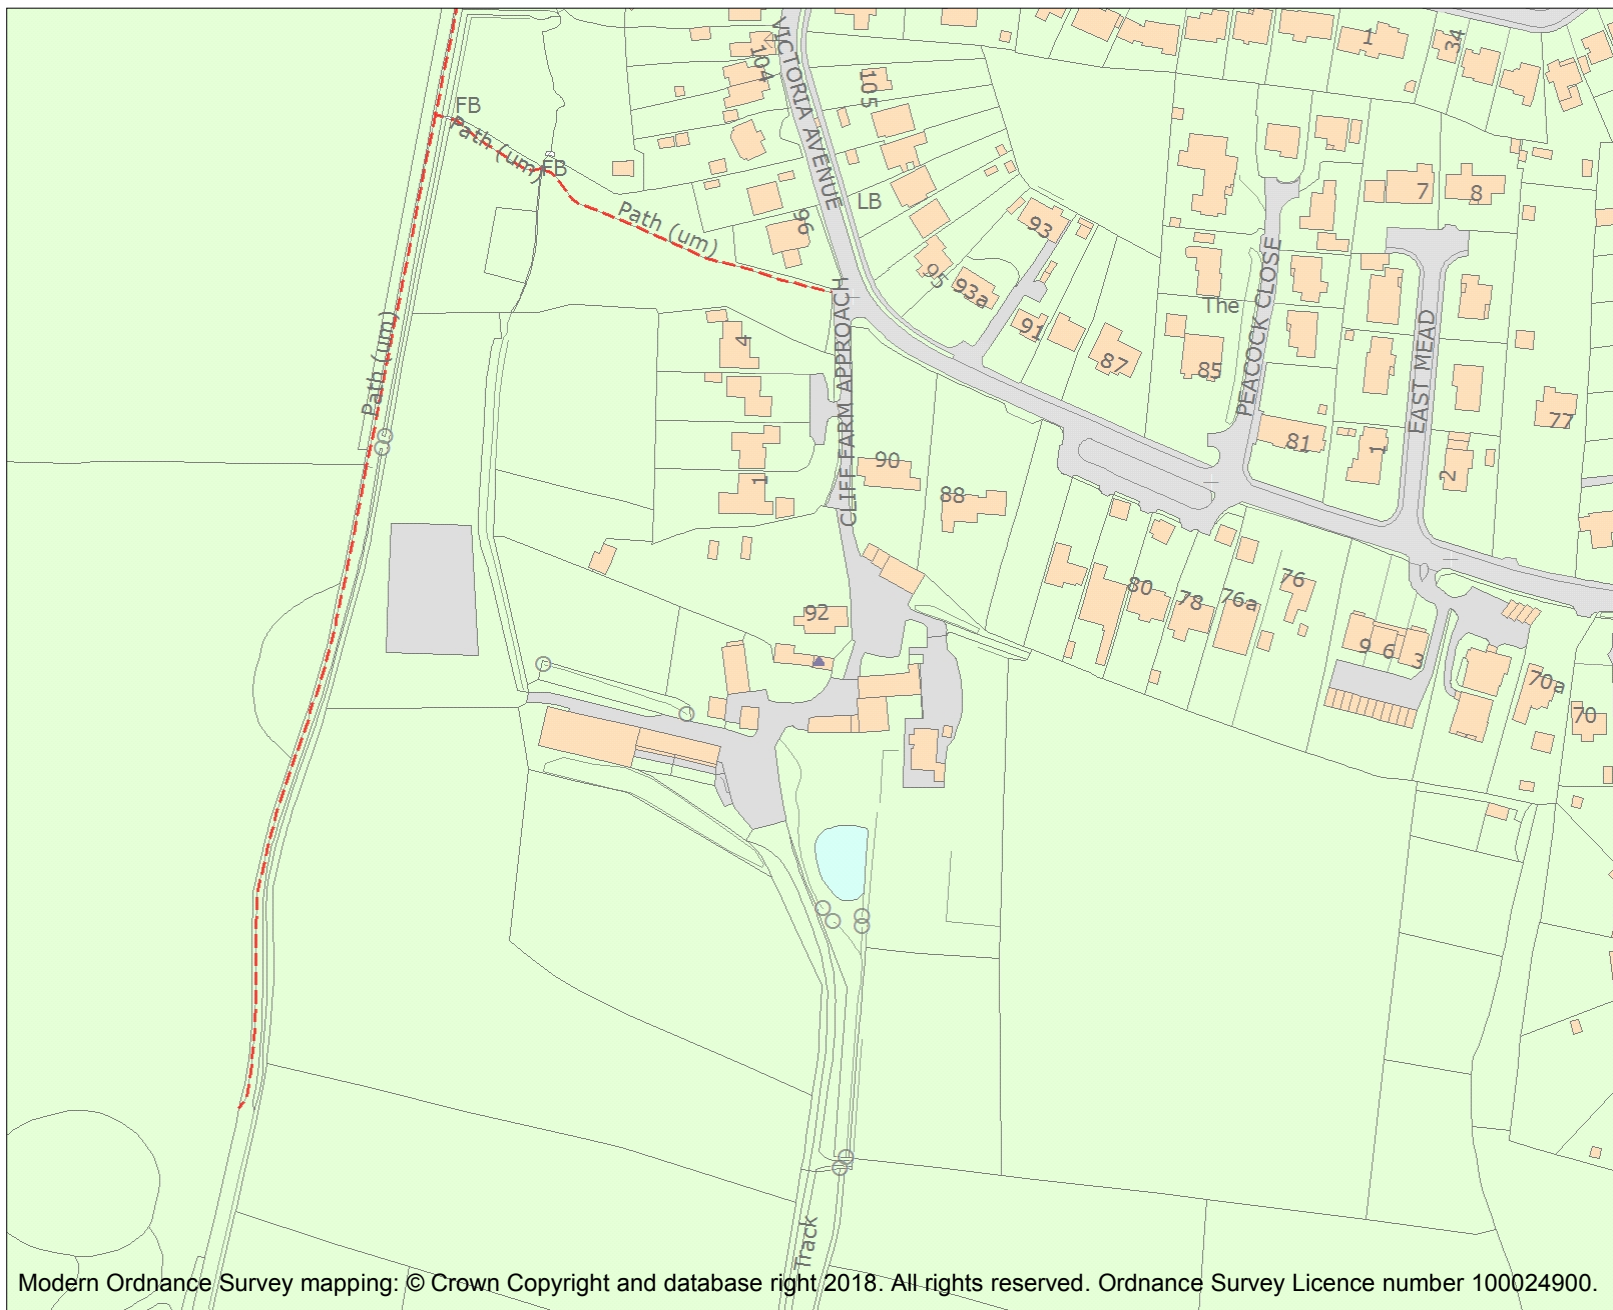 104
VICTORIA AVENUE
105
1
34
FB
Path (um)
FB
Path (um)
96
LB
93
95
93a
91
87
The
85
PEACOCK CLOSE
7
8
EAST MEAD
77
81
1
2
Path (um)
4
1
CLIFF FARM APPROACH
90
88
92
80
78
76a
76
9
6
3
70a
70
Track
Modern Ordnance Survey mapping: © Crown Copyright and database right 2018. All rights reserved. Ordnance Survey Licence number 100024900.